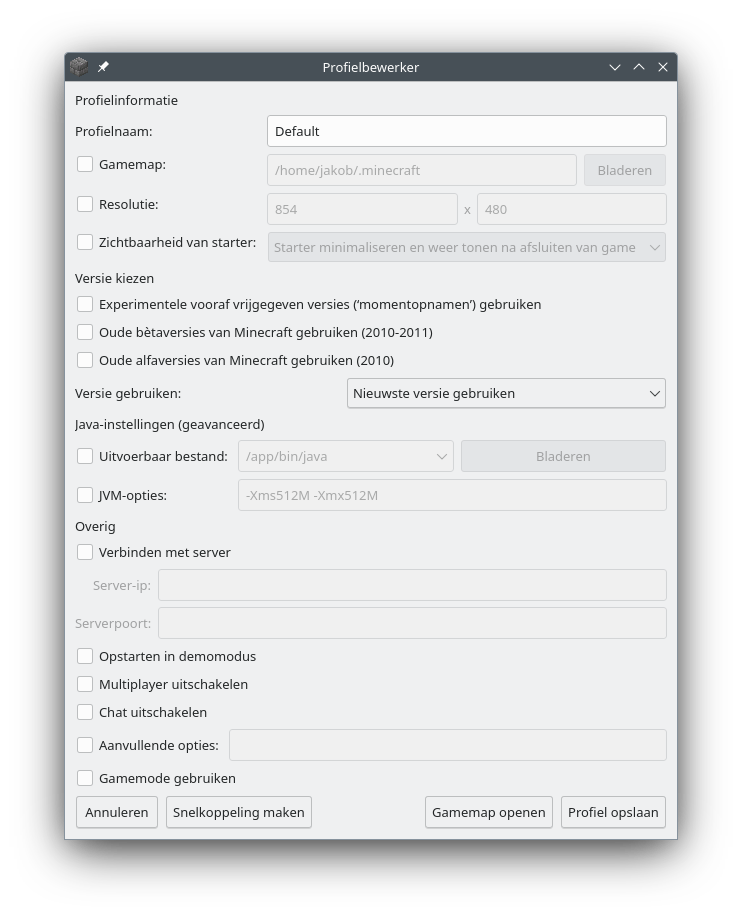 Profielbewerker
Profielinformatie
Profielnaam: Default
Gamemap: /home/jakob/.minecraft Bladeren
Resolutie: 854 x 480
Zichtbaarheid van starter: Starter minimaliseren en weer tonen na afsluiten van game
Versie kiezen
Experimentele vooraf vrijgegeven versies (‘momentopnamen’) gebruiken
Oude bètaversies van Minecraft gebruiken (2010-2011)
Oude alfaversies van Minecraft gebruiken (2010)
Versie gebruiken: Nieuwste versie gebruiken
Java-instellingen (geavanceerd)
Uitvoerbaar bestand: /app/bin/java Bladeren
JVM-opties: -Xms512M -Xmx512M
Overig
Verbinden met server
Server-ip:
Serverpoort:
Opstarten in demomodus
Multiplayer uitschakelen
Chat uitschakelen
Aanvullende opties:
Gamemode gebruiken
Annuleren Snelkoppeling maken Gamemap openen Profiel opslaan